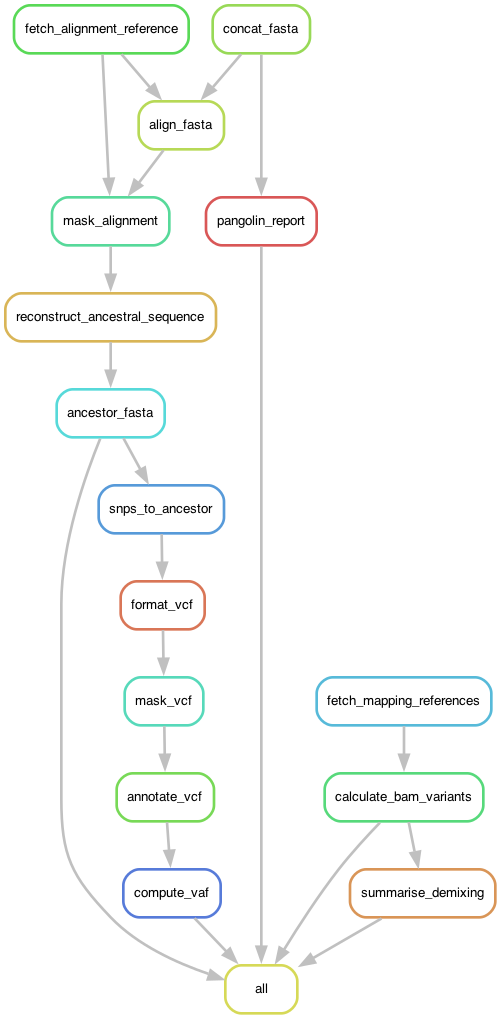 fetch_alignment_reference
concat_fasta
align_fasta
mask_alignment
pangolin_report
reconstruct_ancestral_sequence
ancestor_fasta
snps_to_ancestor
format_vcf
mask_vcf
fetch_mapping_references
annotate_vcf
calculate_bam_variants
compute_vaf
summarise_demixing
all